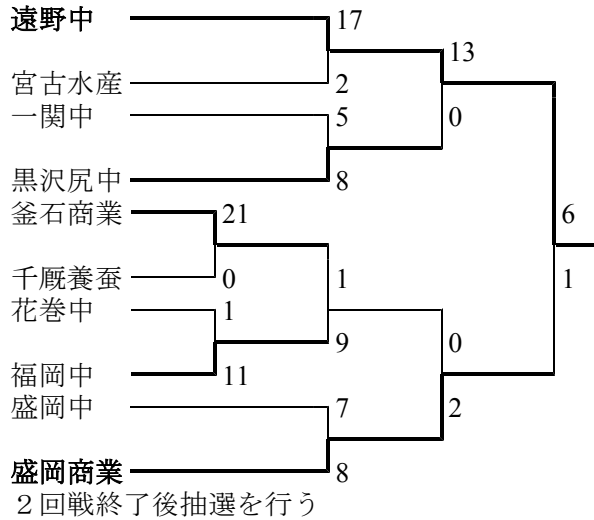 遠野中 17
13
宮古水産 2
一関中 5
0
黒沢尻中 8
釜石商業 21 6
千厩養蚕 0 1 1
花巻中 1
9 0
福岡中 11
盛岡中 7 2
盛岡商業 8
２回戦終了後抽選を行う